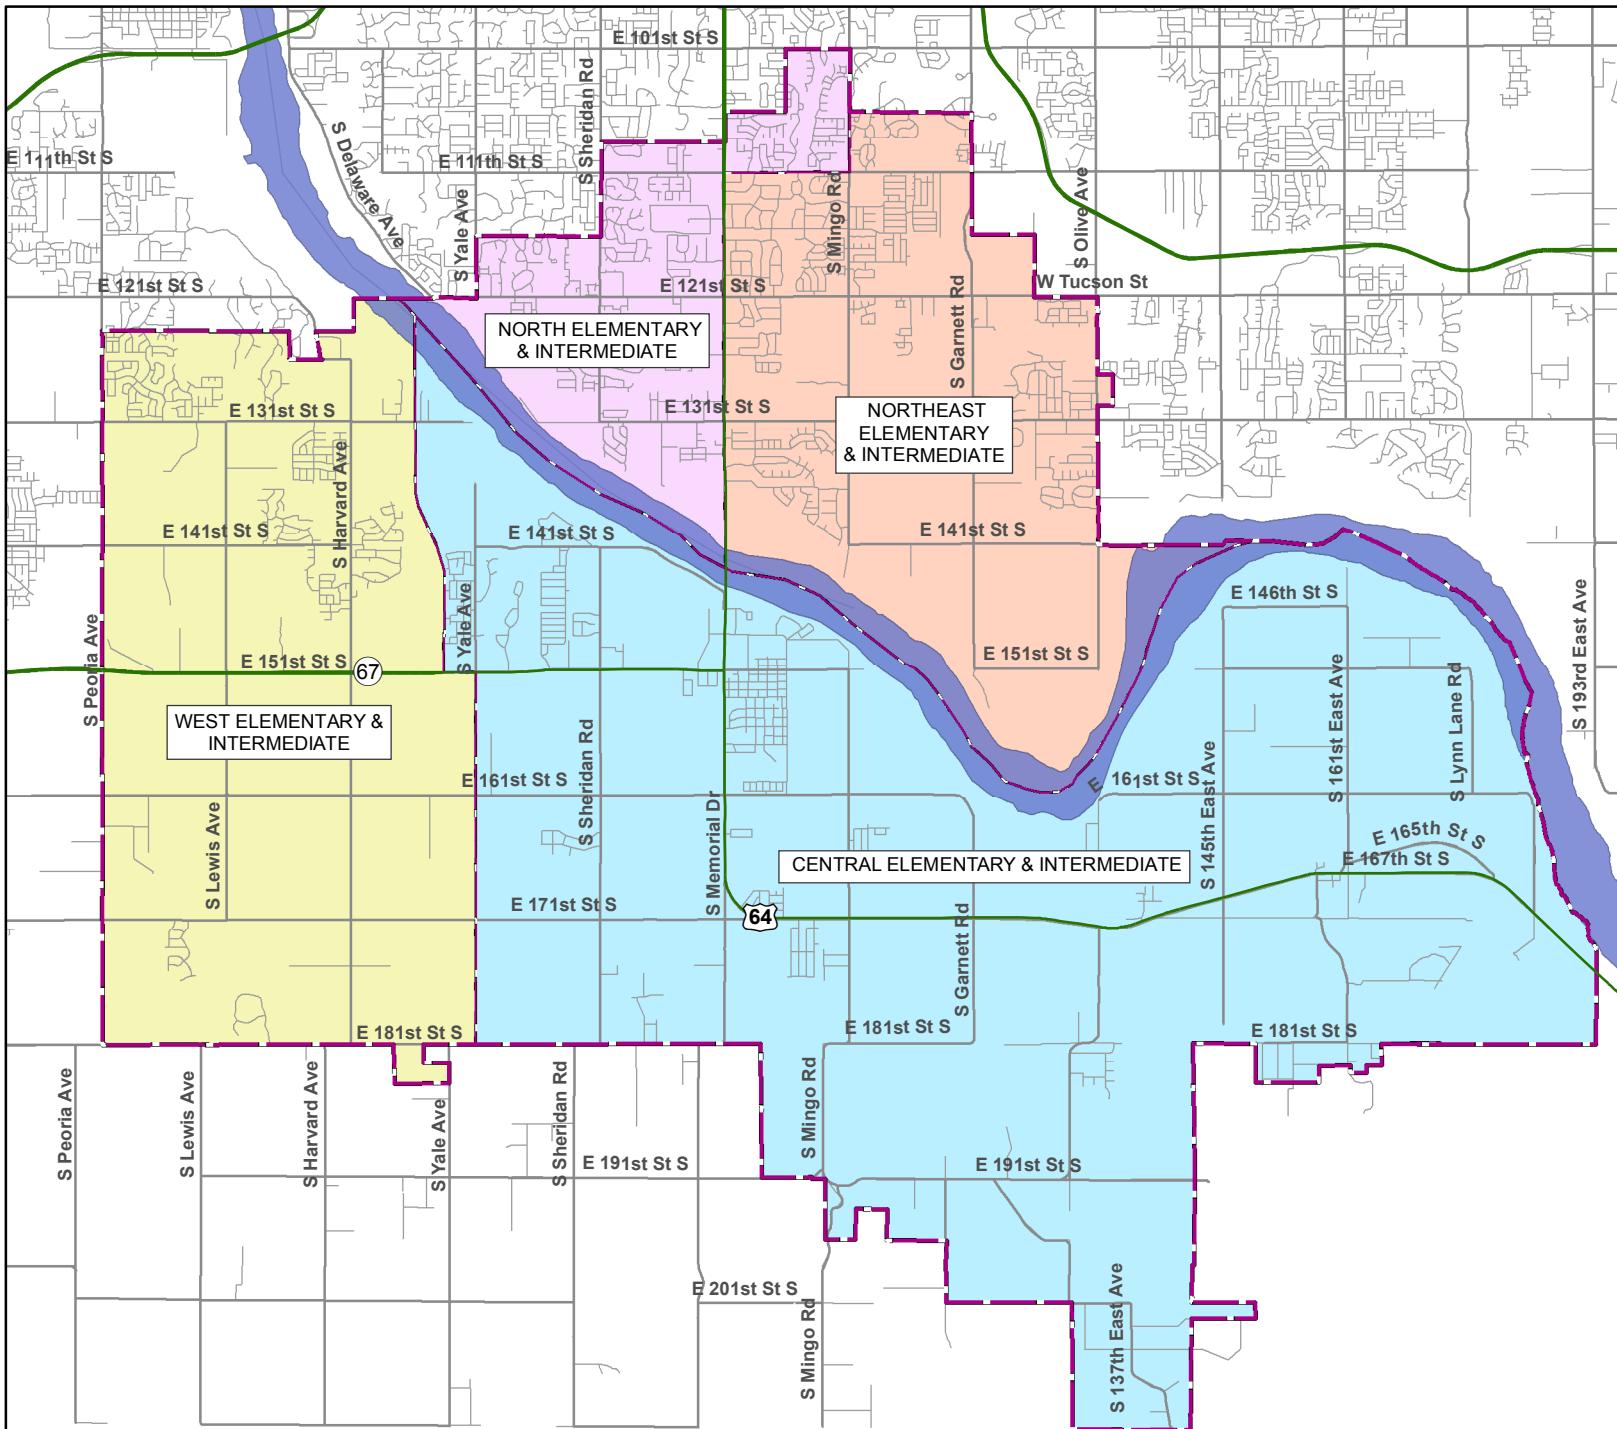 E 101st St S
S Sheridan Rd
S Delaware Ave
E 111th St S
E 111th St S
S Yale Ave
S Mingo Rd
S Olive Ave
E 121st St S
E 121st St S
W Tucson St
S Garnett Rd
NORTH ELEMENTARY
& INTERMEDIATE
E 131st St S
E 131st St S
NORTHEAST
ELEMENTARY
& INTERMEDIATE
S Harvard Ave
E 141st St S
E 141st St S
E 141st St S
E 146th St S
S Peoria Ave
S Yale Ave
E 151st St S
67
E 151st St S
S 193rd East Ave
S 161st East Ave
S Lynn Lane Rd
WEST ELEMENTARY &
INTERMEDIATE
E 161st St S
S Sheridan Rd
E 161st St S
S 145th East Ave
S Lewis Ave
S Memorial Dr
E 165th St S
E 167th St S
CENTRAL ELEMENTARY & INTERMEDIATE
E 171st St S
64
S Garnett Rd
E 181st St S
E 181st St S
E 181st St S
S Peoria Ave
S Lewis Ave
S Harvard Ave
S Yale Ave
S Sheridan Rd
S Mingo Rd
E 191st St S
E 191st St S
E 201st St S
S Mingo Rd
S 137th East Ave